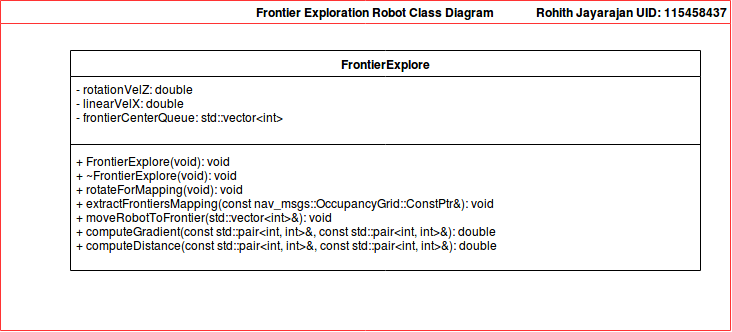 Frontier Exploration Robot Class Diagram Rohith Jayarajan UID: 115458437
FrontierExplore
- rotationVelZ: double
- linearVelX: double
- frontierCenterQueue: std::vector<int>
+ FrontierExplore(void): void
+ ~FrontierExplore(void): void
+ rotateForMapping(void): void
+ extractFrontiersMapping(const nav_msgs::OccupancyGrid::ConstPtr&): void
+ moveRobotToFrontier(std::vector<int>&): void
+ computeGradient(const std::pair<int, int>&, const std::pair<int, int>&): double
+ computeDistance(const std::pair<int, int>&, const std::pair<int, int>&): double